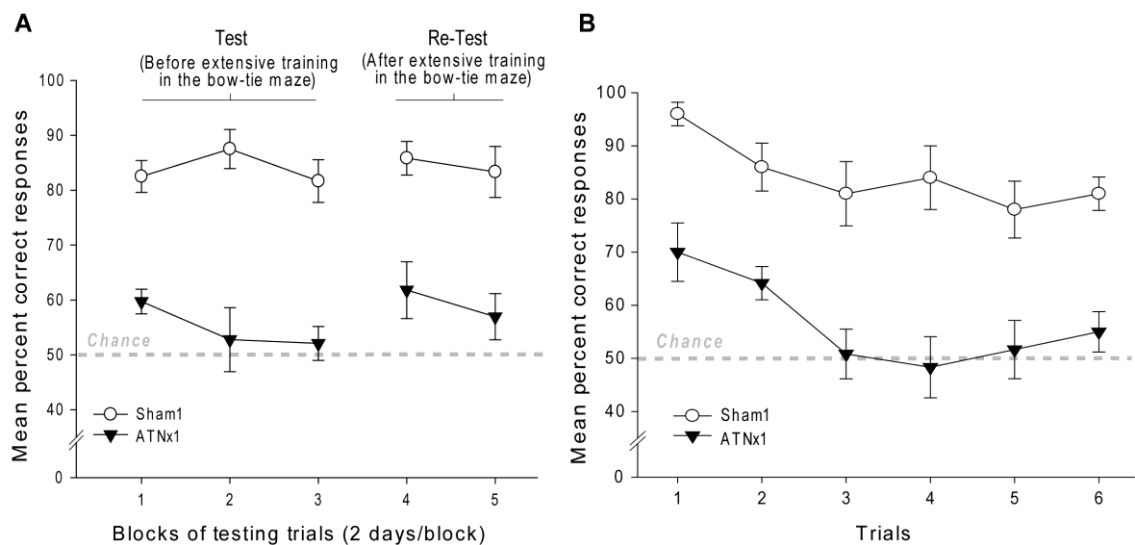 A
Test
(Before extensive training
in the bow-tie maze)
Re-Test
(After extensive training
in the bow-tie maze)
Mean percent correct responses
100
90
80
70
60
50
40
0
Chance
Sham1
ATNx1
1 2 3 4 5
Blocks of testing trials (2 days/block)
B
Mean percent correct responses
100
90
80
70
60
50
40
0
Chance
Sham1
ATNx1
1 2 3 4 5 6
Trials